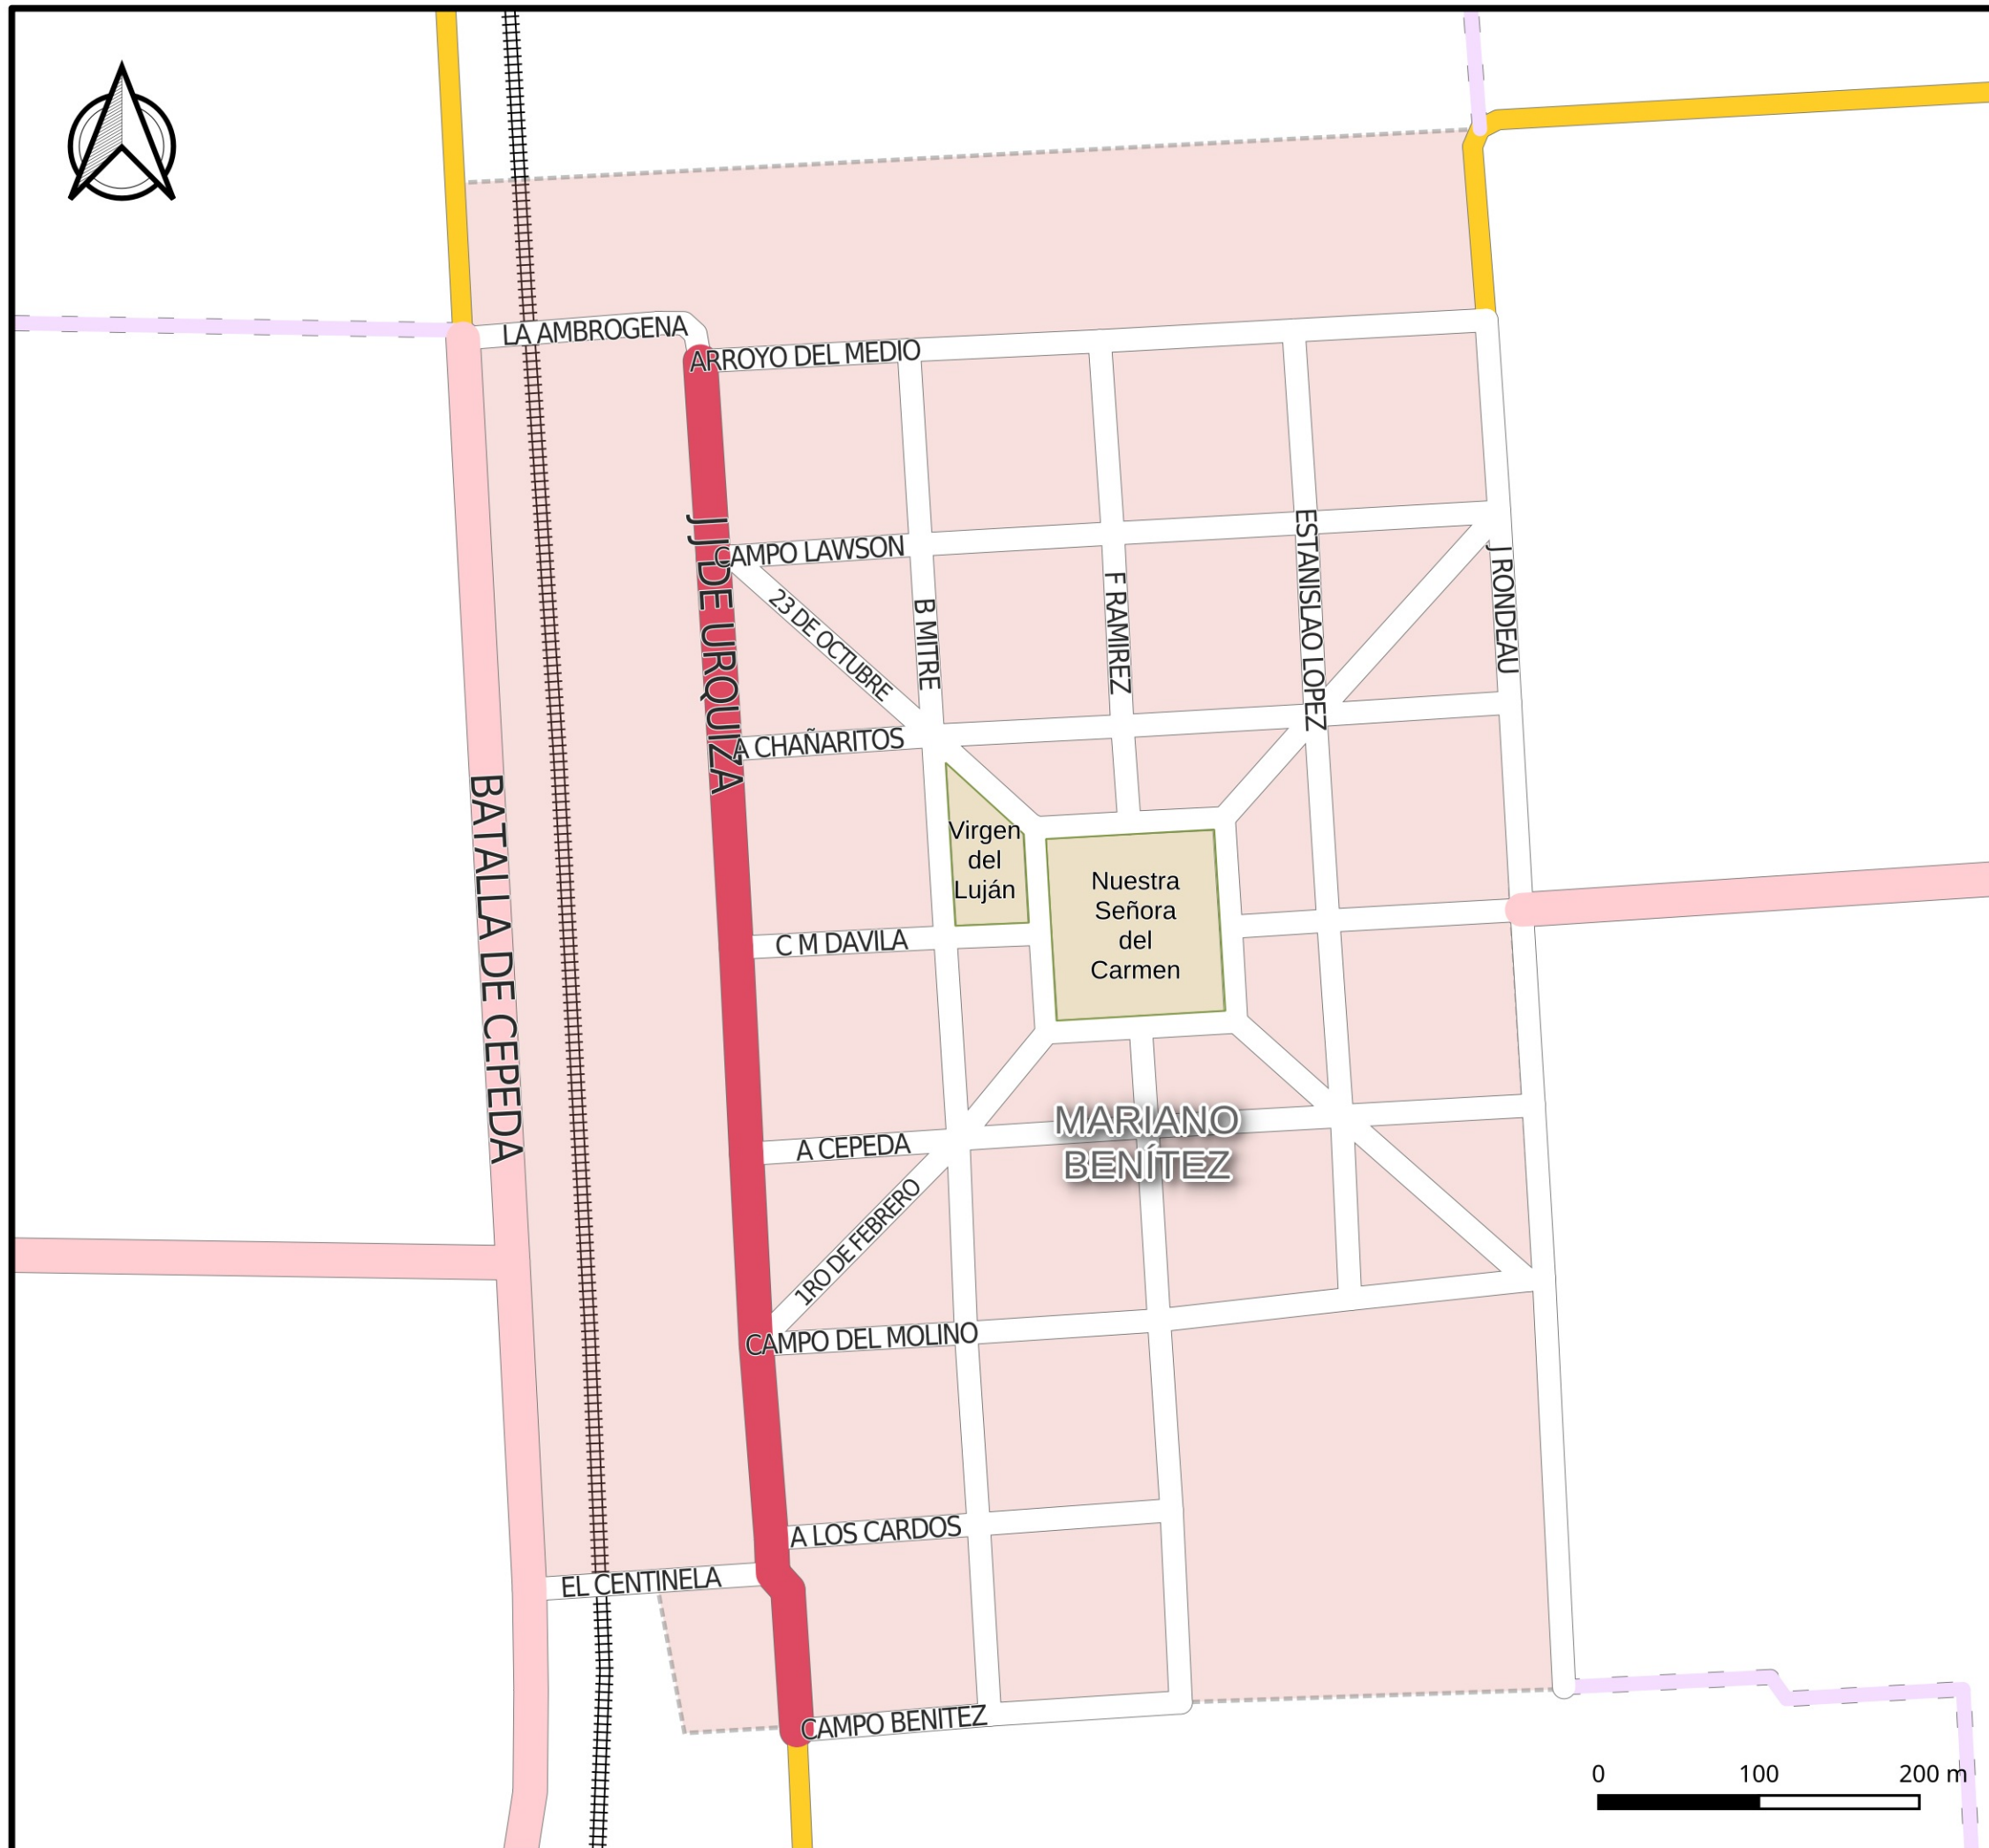 LA AMBROGENA
ARROYO DEL MEDIO
CAMPO LAWSON
23 DE OCTUBRE
J J DE URQUIZA
B MITRE
F RAMIREZ
ESTANISLAO LOPEZ
J RONDEAU
A CHAÑARITOS
BATALLA DE CEPEDA
Virgen
del
Luján
Nuestra
Señora
del
Carmen
C M DAVILA
MARIANO
BENÍTEZ
A CEPEDA
1RO DE FEBRERO
CAMPO DEL MOLINO
A LOS CARDOS
EL CENTINELA
CAMPO BENITEZ
0 100 200 m